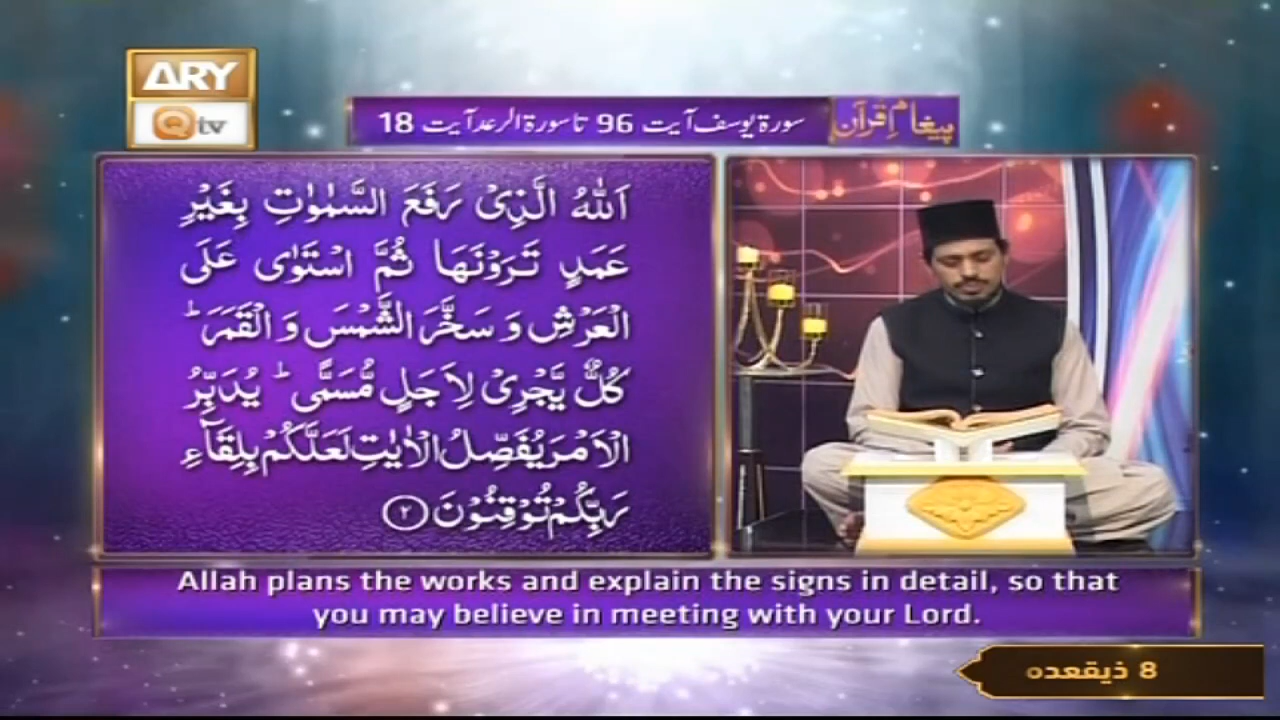 ARY
Qtv
پیغامِ قرآن
سورۃ یوسف آیت 96 تا سورۃ الرعد آیت 18
اَللّٰهُ الَّذِیْ رَفَعَ السَّمٰوٰتِ بِغَیْرِ
عَمَدٍ تَرَوْنَهَا ثُمَّ اسْتَوٰی عَلَی
الْعَرْشِ وَ سَخَّرَ الشَّمْسَ وَ الْقَمَرَؕ
كُلٌّ یَّجْرِیْ لِاَجَلٍ مُّسَمًّیؕ یُدَبِّرُ
الْاَمْرَ یُفَصِّلُ الْاٰیٰتِ لَعَلَّكُمْ بِلِقَآءِ
رَبِّكُمْ تُوْقِنُوْنَ ﴿۲﴾
Allah plans the works and explain the signs in detail, so that
you may believe in meeting with your Lord.
8 ذیقعدہ